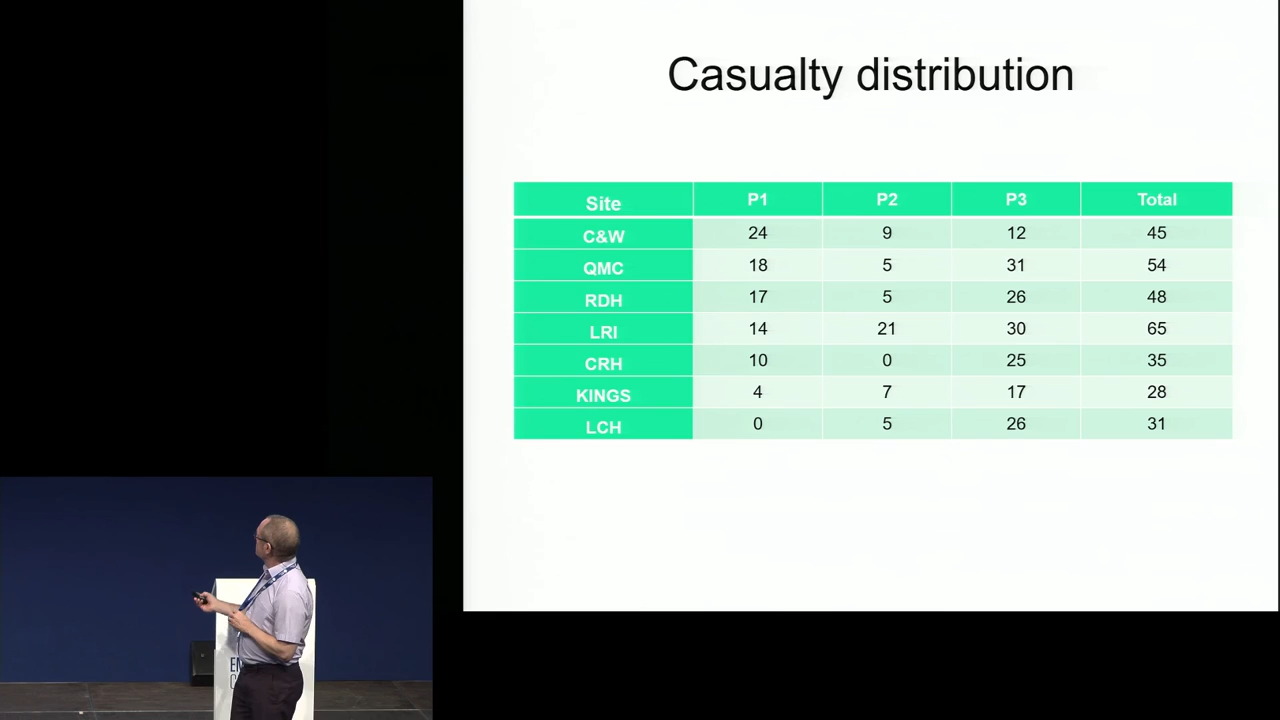 Casualty distribution
Site P1 P2 P3 Total
C&W 24 9 12 45
QMC 18 5 31 54
RDH 17 5 26 48
LRI 14 21 30 65
CRH 10 0 25 35
KINGS 4 7 17 28
LCH 0 5 26 31